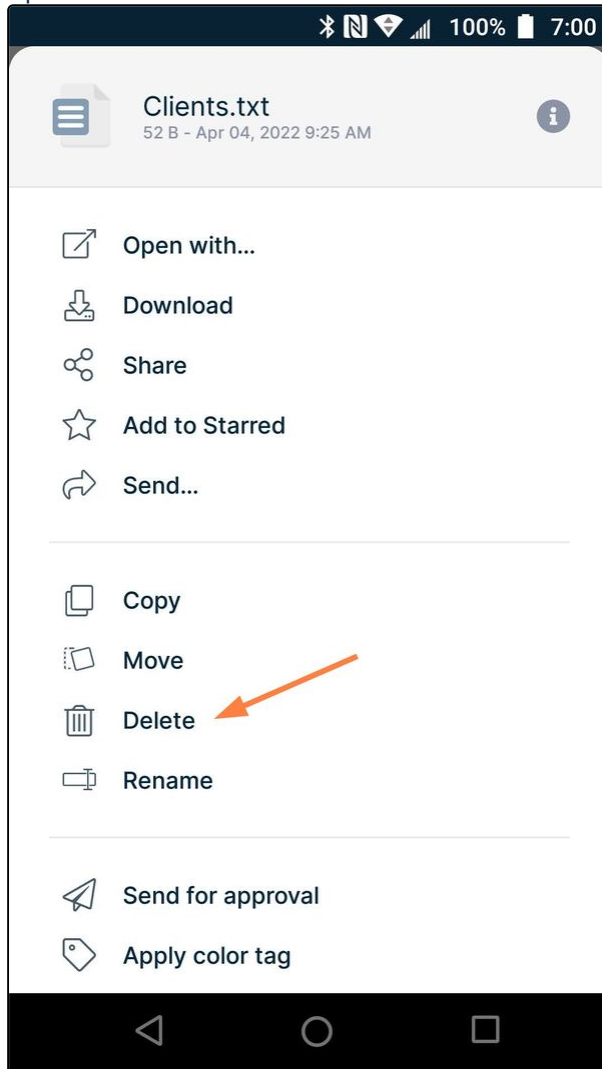 100% 7:00
Clients.txt
52 B - Apr 04, 2022 9:25 AM
Open with...
Download
Share
Add to Starred
Send...
Copy
Move
Delete
Rename
Send for approval
Apply color tag